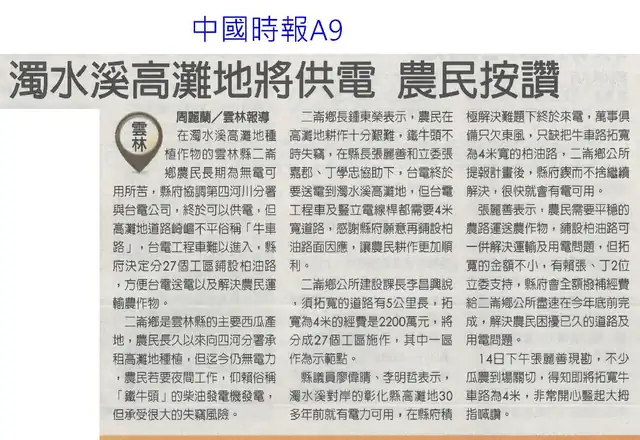 中國時報A9
濁水溪高灘地將供電 農民按讚
雲林
周麗蘭／雲林報導
在濁水溪高灘地種
植作物的雲林縣二崙
鄉農民長期為無電可
用所苦，縣府協調第四河川分署
與台電公司，終於可以供電，但
高灘地道路崎嶇不平俗稱「牛車
路」，台電工程車難以進入，縣
府決定分27個工區鋪設柏油路
，方便台電送電以及解決農民運
輸農作物。
二崙鄉是雲林縣的主要西瓜產
地，農民長久以來向四河分署承
租高灘地種植，但迄今仍無電力
，農民若要夜間工作，仰賴俗稱
「鐵牛頭」的柴油發電機發電，
但承受很大的失竊風險。
二崙鄉長鍾東榮表示，農民在
高灘地耕作十分艱難，鐵牛頭不
時失竊，在縣長張麗善和立委張
嘉郡、丁學忠協助下，台電終於
要送電到濁水溪高灘地，但台電
工程車及豎立電線桿都需要4米
寬道路，感謝縣府願意再鋪設柏
油路面因應，讓農民耕作更加順
利。
二崙鄉公所建設課長李昌興說
，須拓寬的道路有5公里長，拓
寬為4米的經費是2200萬元，將
分成27個工區施作，其中一區
作為示範點。
縣議員廖偉晴、李明哲表示，
濁水溪對岸的彰化縣高灘地30
多年前就有電力可用，在縣府積
極解決難題下終於來電，萬事俱
備只欠東風，只缺把牛車路拓寬
為4米寬的柏油路，二崙鄉公所
提報計畫後，縣府鍥而不捨繼續
解決，很快就會有電可用。
張麗善表示，農民需要平穩的
農路運送農作物，鋪設柏油路可
一併解決運輸及用電問題，但拓
寬的金額不小，有賴張、丁2位
立委支持，縣府會全額撥補經費
給二崙鄉公所盡速在今年底前完
成，解決農民困擾已久的道路及
用電問題。
14日下午張麗善現勘，不少
瓜農到場關切，得知即將拓寬牛
車路為4米，非常開心豎起大拇
指喊讚。